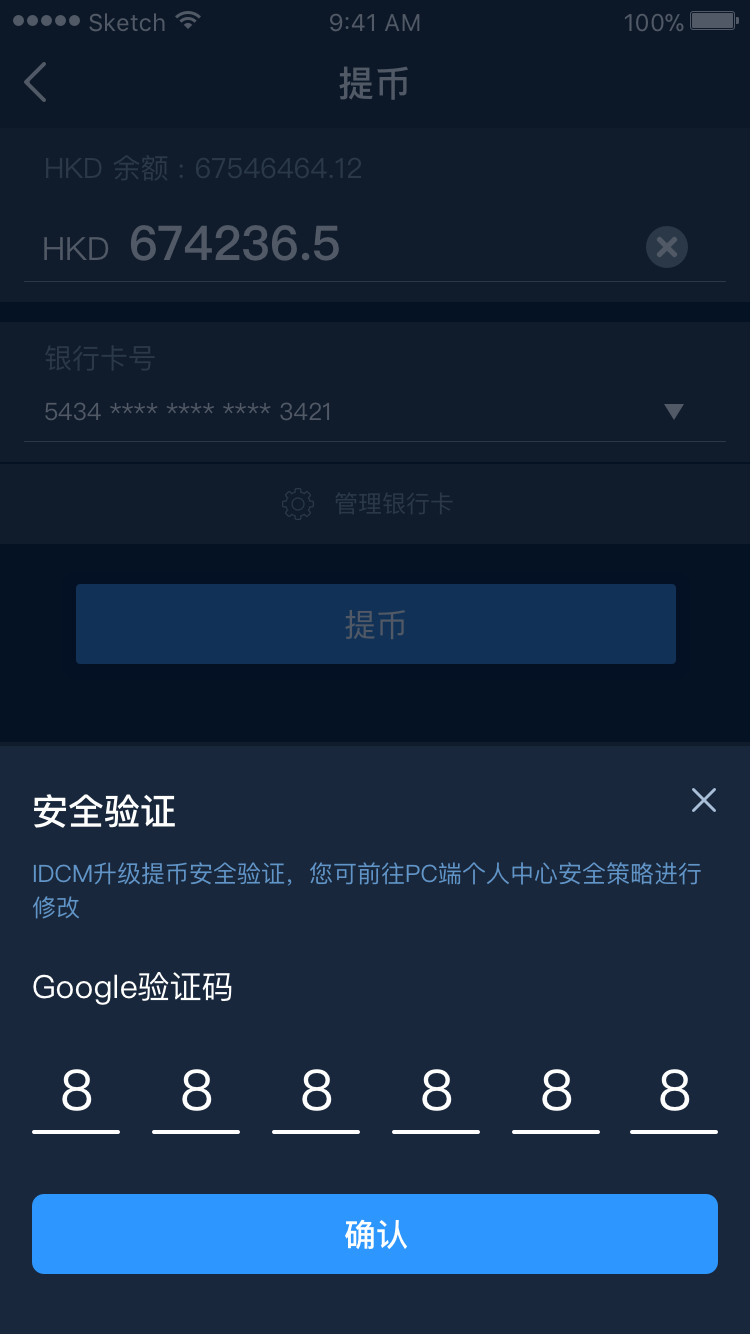 Sketch 9:41 AM 100%
提币
HKD 余额：67546464.12
HKD 674236.5
银行卡号
5434 **** **** **** 3421
管理银行卡
提币
安全验证
IDCM升级提币安全验证，您可前往PC端个人中心安全策略进行
修改
Google验证码
8 8 8 8 8 8
确认